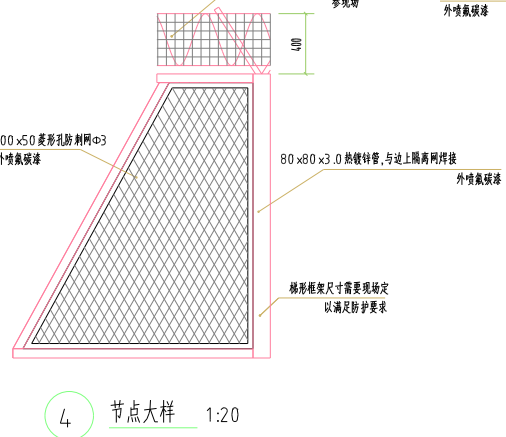 参现场
外喷氟碳漆
400
00x50菱形孔防刺网Φ3
外喷氟碳漆
80x80x3.0热镀锌管,与边上隔离网焊接
外喷氟碳漆
梯形框架尺寸需要现场定
以满足防护要求
4 节点大样 1:20